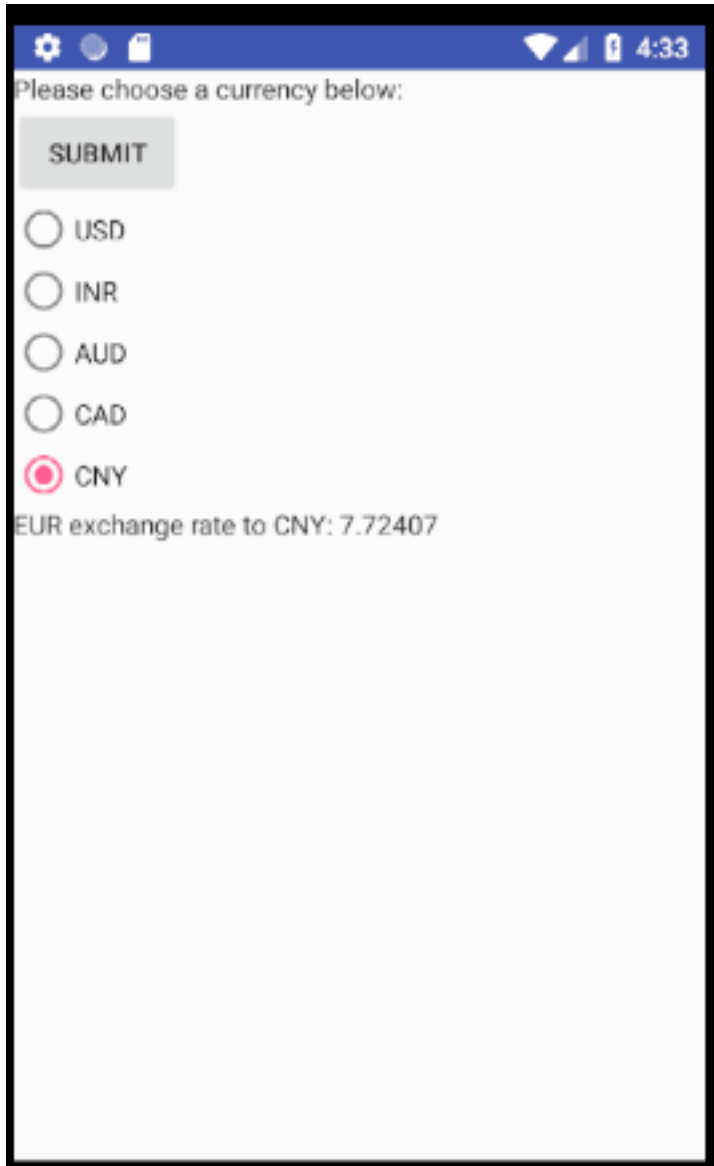 4:33
Please choose a currency below:
SUBMIT
USD
INR
AUD
CAD
CNY
EUR exchange rate to CNY: 7.72407